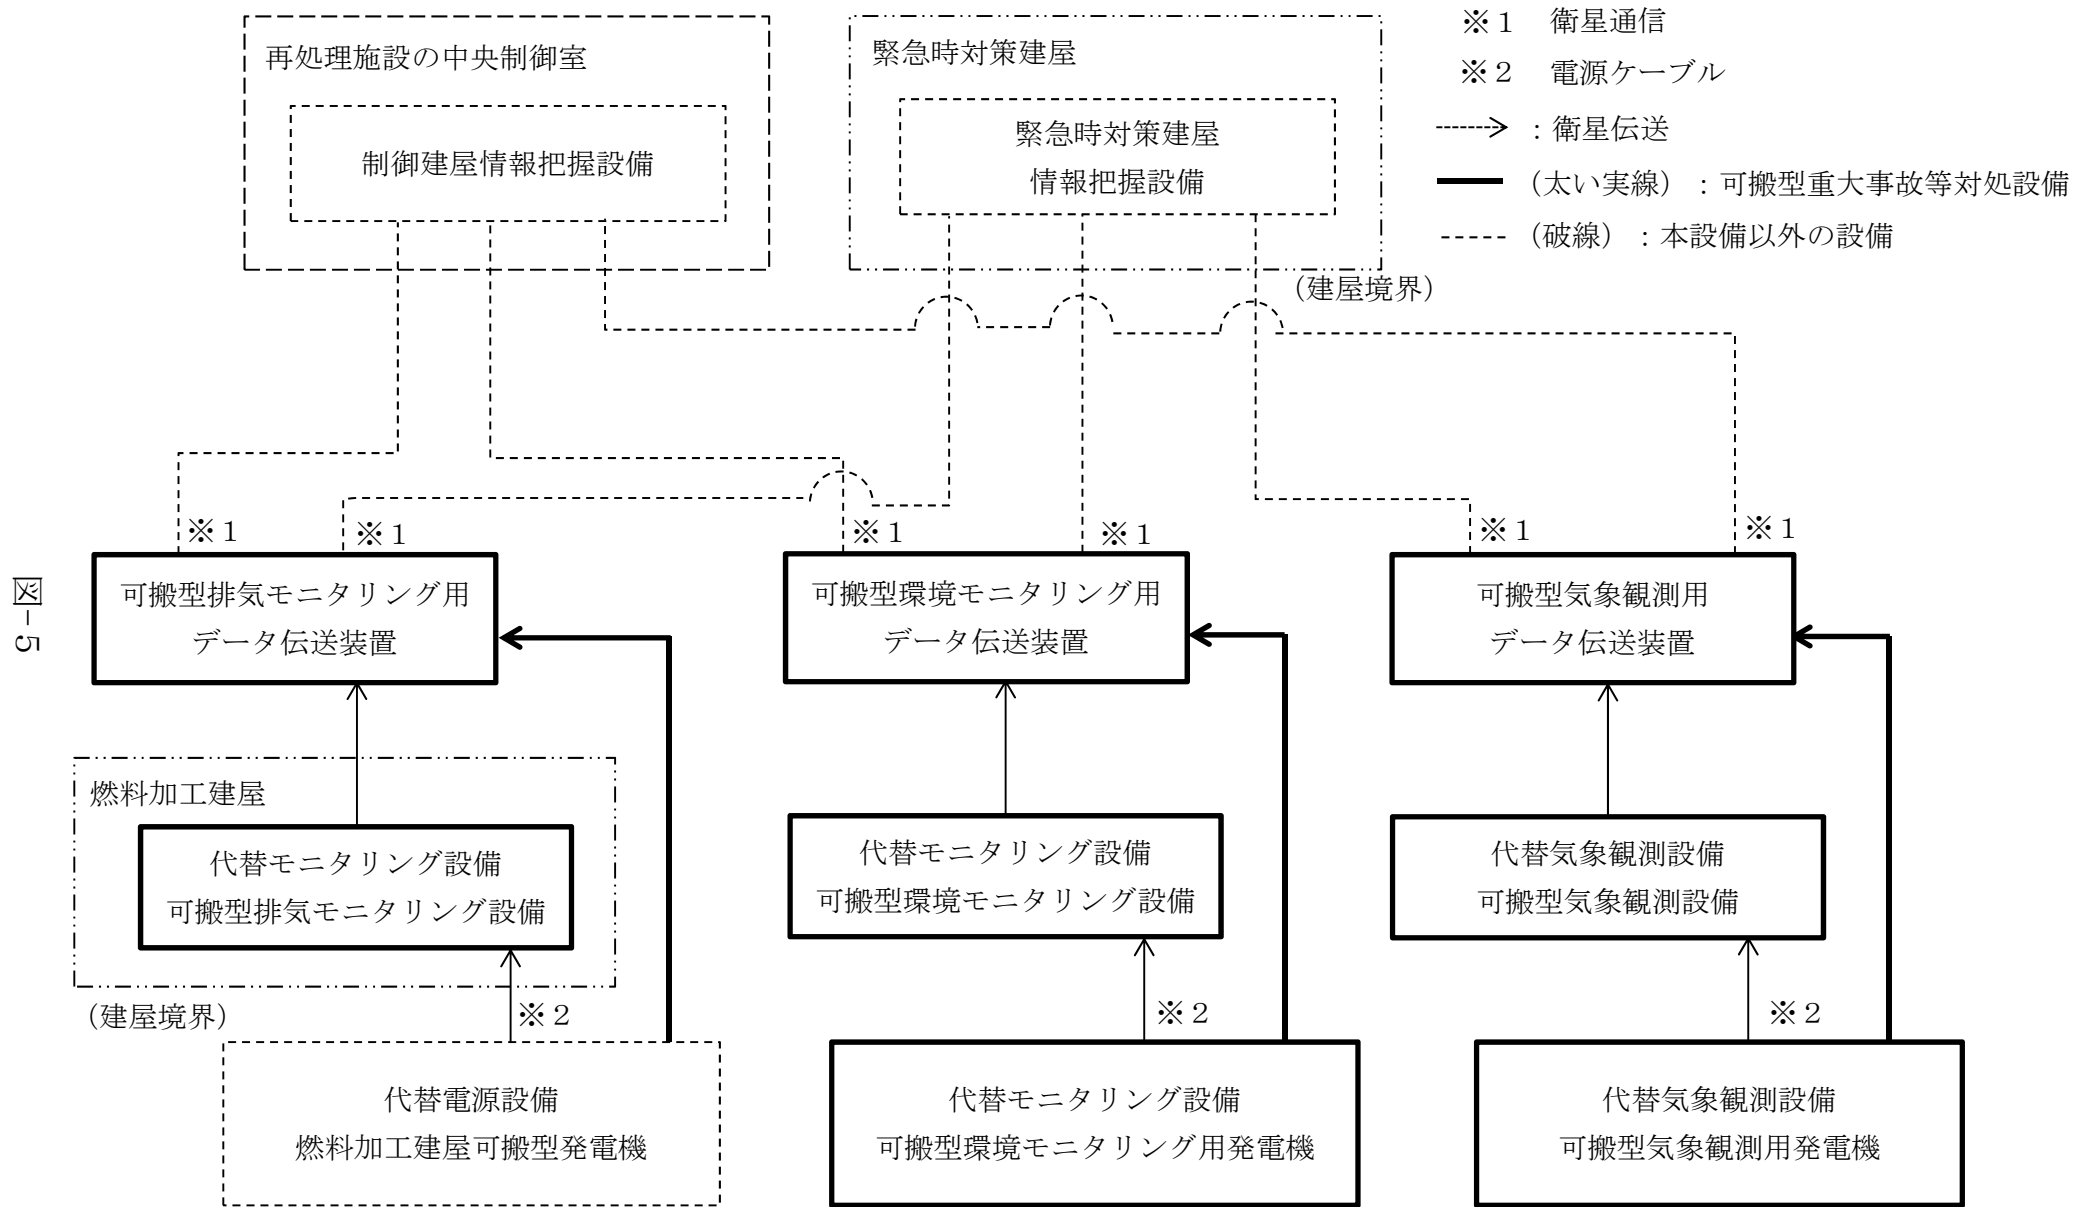 再処理施設の中央制御室
制御建屋情報把握設備
緊急時対策建屋
緊急時対策建屋
情報把握設備
(建屋境界)
※1 衛星通信
※2 電源ケーブル
:衛星伝送
(太い実線):可搬型重大事故等対処設備
(破線):本設備以外の設備
※1
※1
※1
※1
※1
※1
可搬型排気モニタリング用
データ伝送装置
可搬型環境モニタリング用
データ伝送装置
可搬型気象観測用
データ伝送装置
図-5
燃料加工建屋
代替モニタリング設備
可搬型排気モニタリング設備
(建屋境界)
代替モニタリング設備
可搬型環境モニタリング設備
代替気象観測設備
可搬型気象観測設備
※2
※2
※2
代替電源設備
燃料加工建屋可搬型発電機
代替モニタリング設備
可搬型環境モニタリング用発電機
代替気象観測設備
可搬型気象観測用発電機